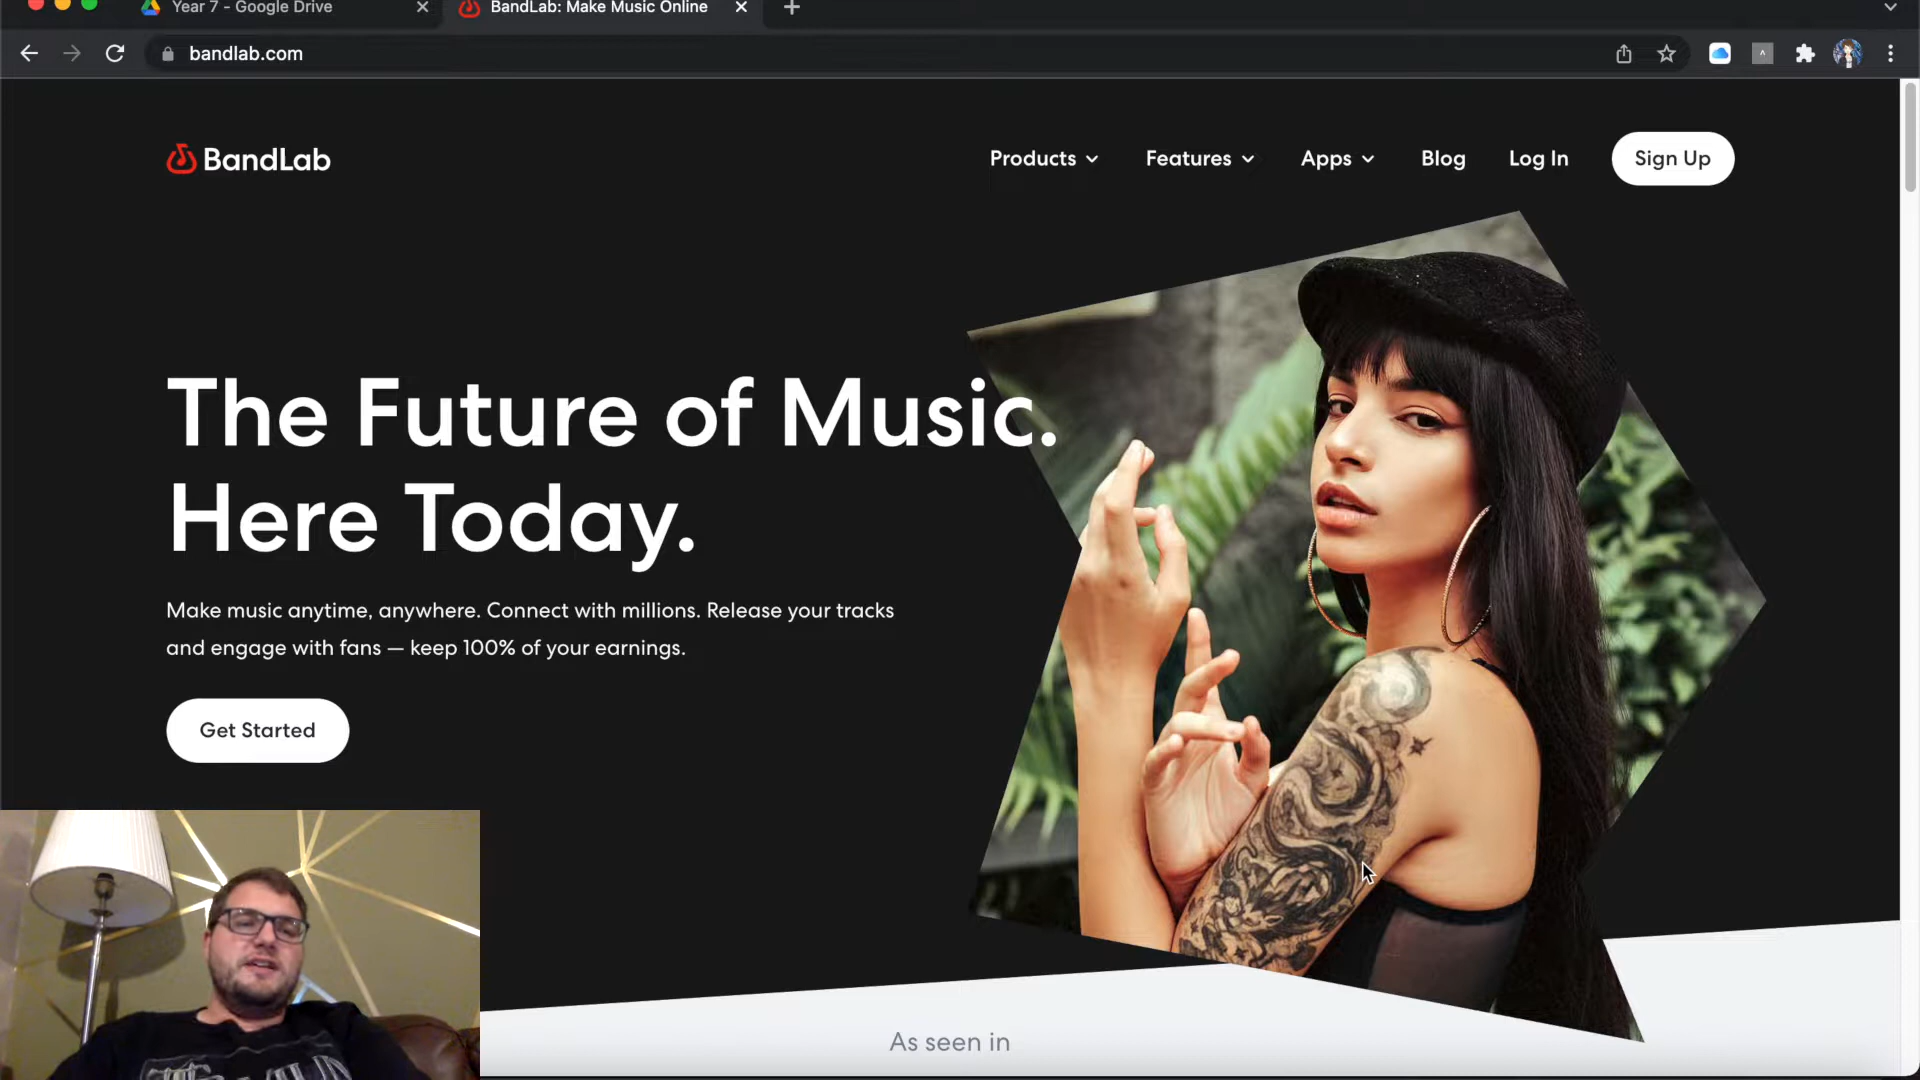 Year 7 - Google Drive
BandLab: Make Music Online
bandlab.com
BandLab
Products
Features
Apps
Blog
Log In
Sign Up
The Future of Music.
Here Today.
Make music anytime, anywhere. Connect with millions. Release your tracks
and engage with fans — keep 100% of your earnings.
Get Started
As seen in